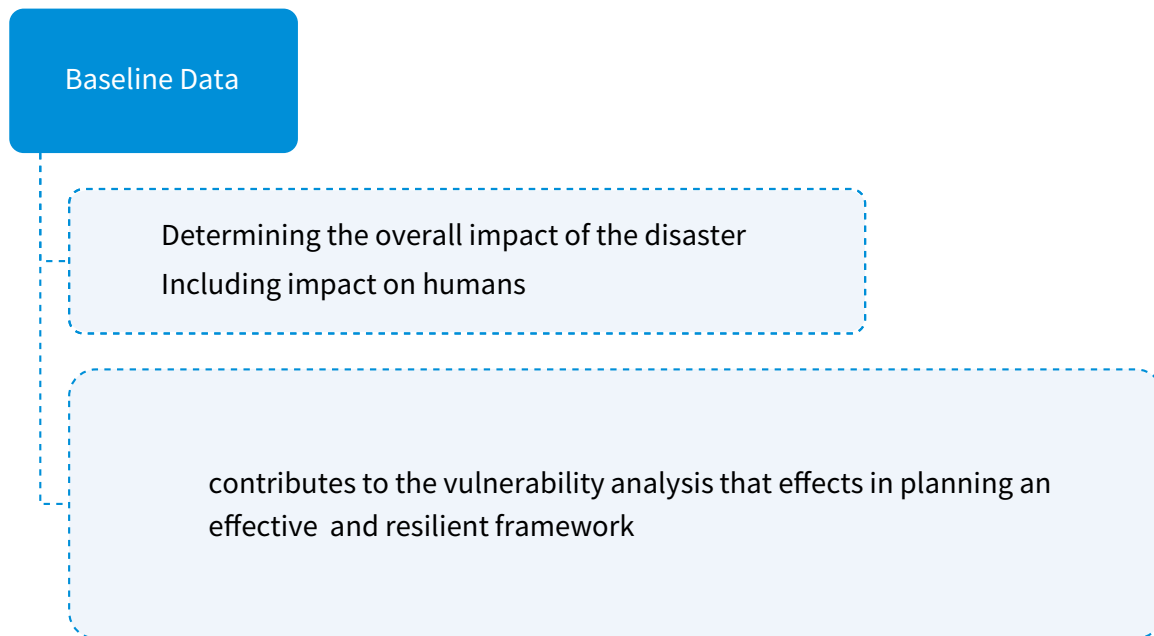 Baseline Data
Determining the overall impact of the disaster
Including impact on humans
contributes to the vulnerability analysis that effects in planning an
effective  and resilient framework